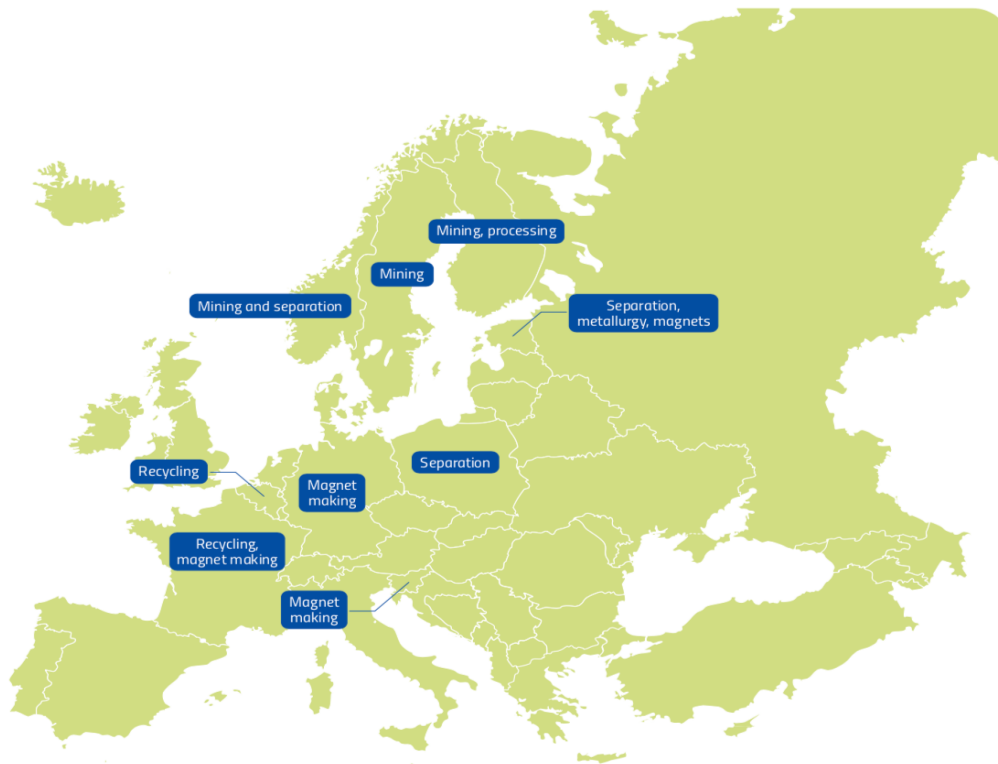 Mining, processing
Mining
Mining and separation
Separation,
metallurgy, magnets
Separation
Recycling
Magnet
making
Recycling,
magnet making
Magnet
making